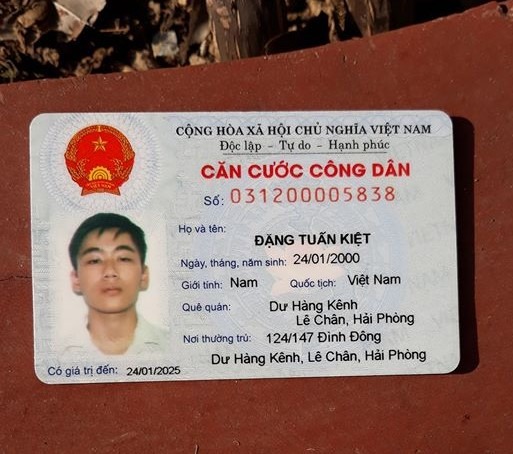 CỘNG HÒA XÃ HỘI CHỦ NGHĨA VIỆT NAM
Độc lập - Tự do - Hạnh phúc
CĂN CƯỚC CÔNG DÂN
Số: 031200005838
Họ và tên:
ĐẶNG TUẤN KIỆT
Ngày, tháng, năm sinh: 24/01/2000
Giới tính: Nam Quốc tịch: Việt Nam
Quê quán: Dư Hàng Kênh
Lê Chân, Hải Phòng
Nơi thường trú: 124/147 Đình Đông
Dư Hàng Kênh, Lê Chân, Hải Phòng
Có giá trị đến: 24/01/2025